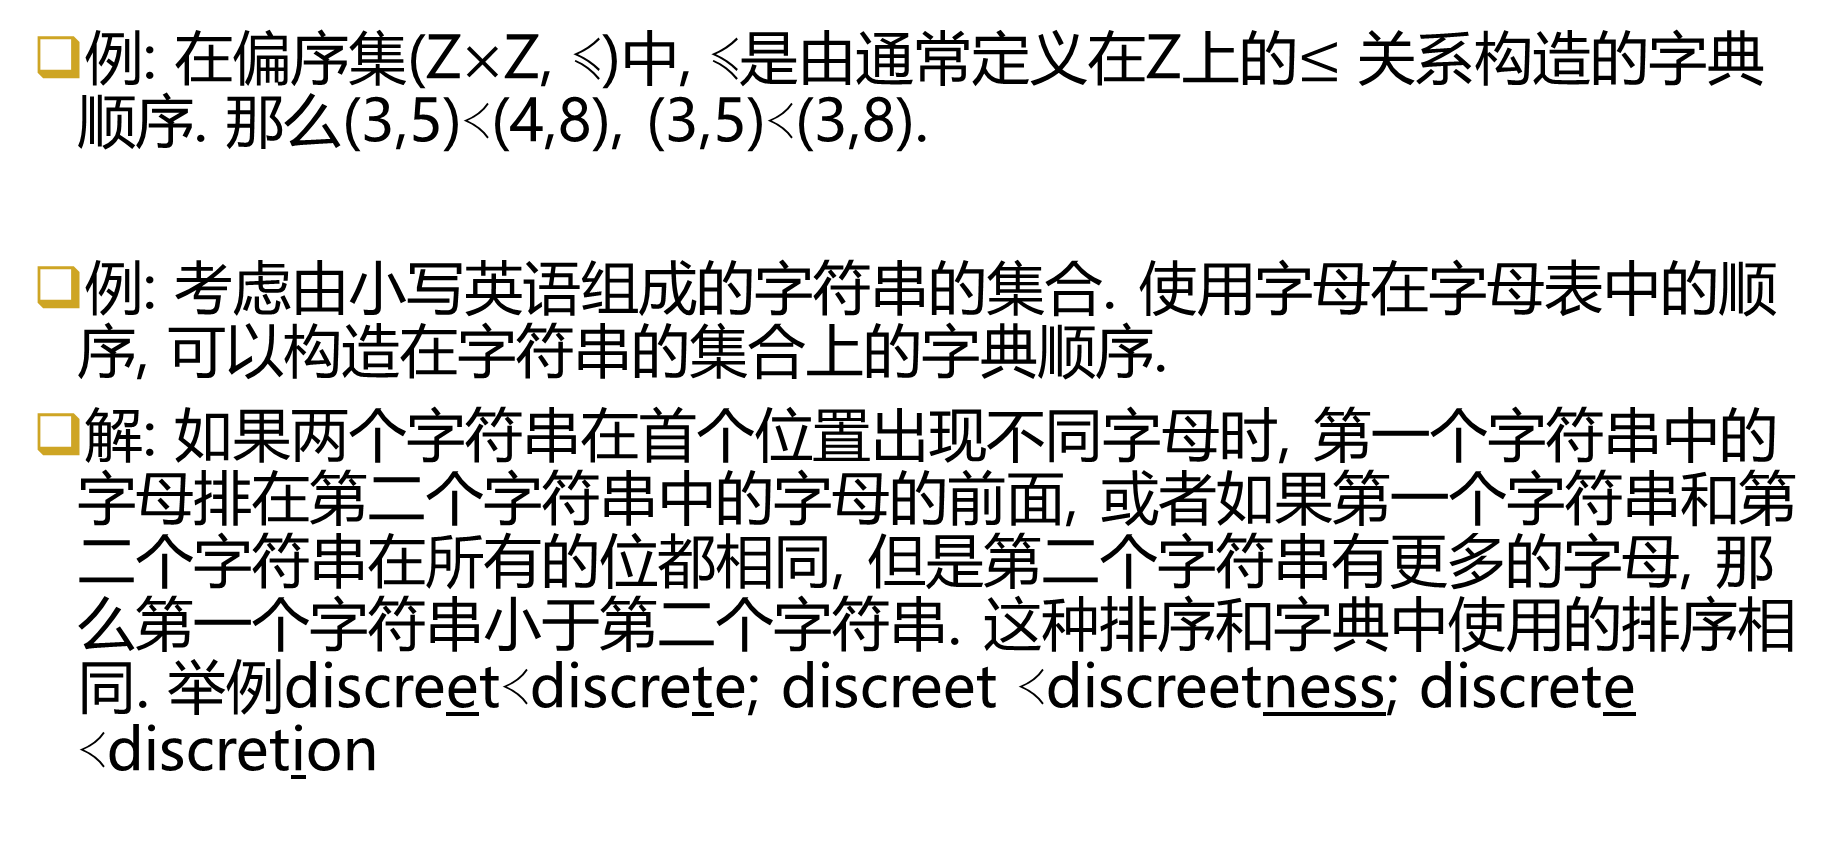 例: 在偏序集(Z×Z, ≼)中, ≼是由通常定义在Z上的≤ 关系构造的字典
顺序. 那么(3,5)≺(4,8), (3,5)≺(3,8).
例: 考虑由小写英语组成的字符串的集合. 使用字母在字母表中的顺
序, 可以构造在字符串的集合上的字典顺序.
解: 如果两个字符串在首个位置出现不同字母时, 第一个字符串中的
字母排在第二个字符串中的字母的前面, 或者如果第一个字符串和第
二个字符串在所有的位都相同, 但是第二个字符串有更多的字母, 那
么第一个字符串小于第二个字符串. 这种排序和字典中使用的排序相
同. 举例discreet≺discrete; discreet ≺discreetness; discrete
≺discretion